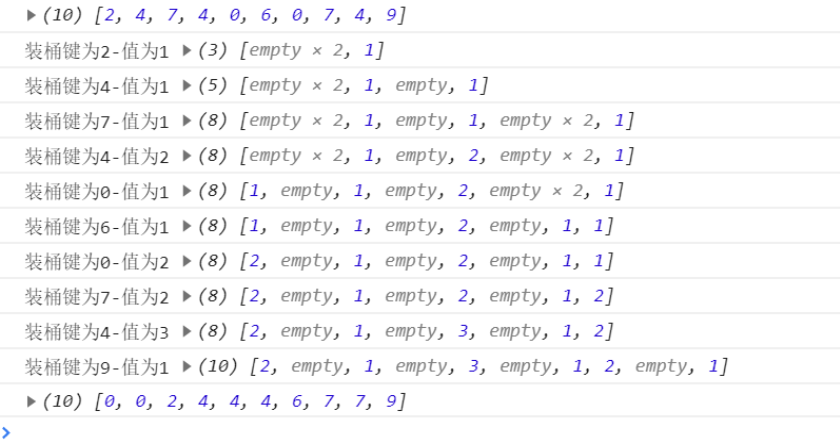 ▶(10) [2, 4, 7, 4, 0, 6, 0, 7, 4, 9]
装桶键为2-值为1 ▶(3) [empty × 2, 1]
装桶键为4-值为1 ▶(5) [empty × 2, 1, empty, 1]
装桶键为7-值为1 ▶(8) [empty × 2, 1, empty, 1, empty × 2, 1]
装桶键为4-值为2 ▶(8) [empty × 2, 1, empty, 2, empty × 2, 1]
装桶键为0-值为1 ▶(8) [1, empty, 1, empty, 2, empty × 2, 1]
装桶键为6-值为1 ▶(8) [1, empty, 1, empty, 2, empty, 1, 1]
装桶键为0-值为2 ▶(8) [2, empty, 1, empty, 2, empty, 1, 1]
装桶键为7-值为2 ▶(8) [2, empty, 1, empty, 2, empty, 1, 2]
装桶键为4-值为3 ▶(8) [2, empty, 1, empty, 3, empty, 1, 2]
装桶键为9-值为1 ▶(10) [2, empty, 1, empty, 3, empty, 1, 2, empty, 1]
▶(10) [0, 0, 2, 4, 4, 4, 6, 7, 7, 9]